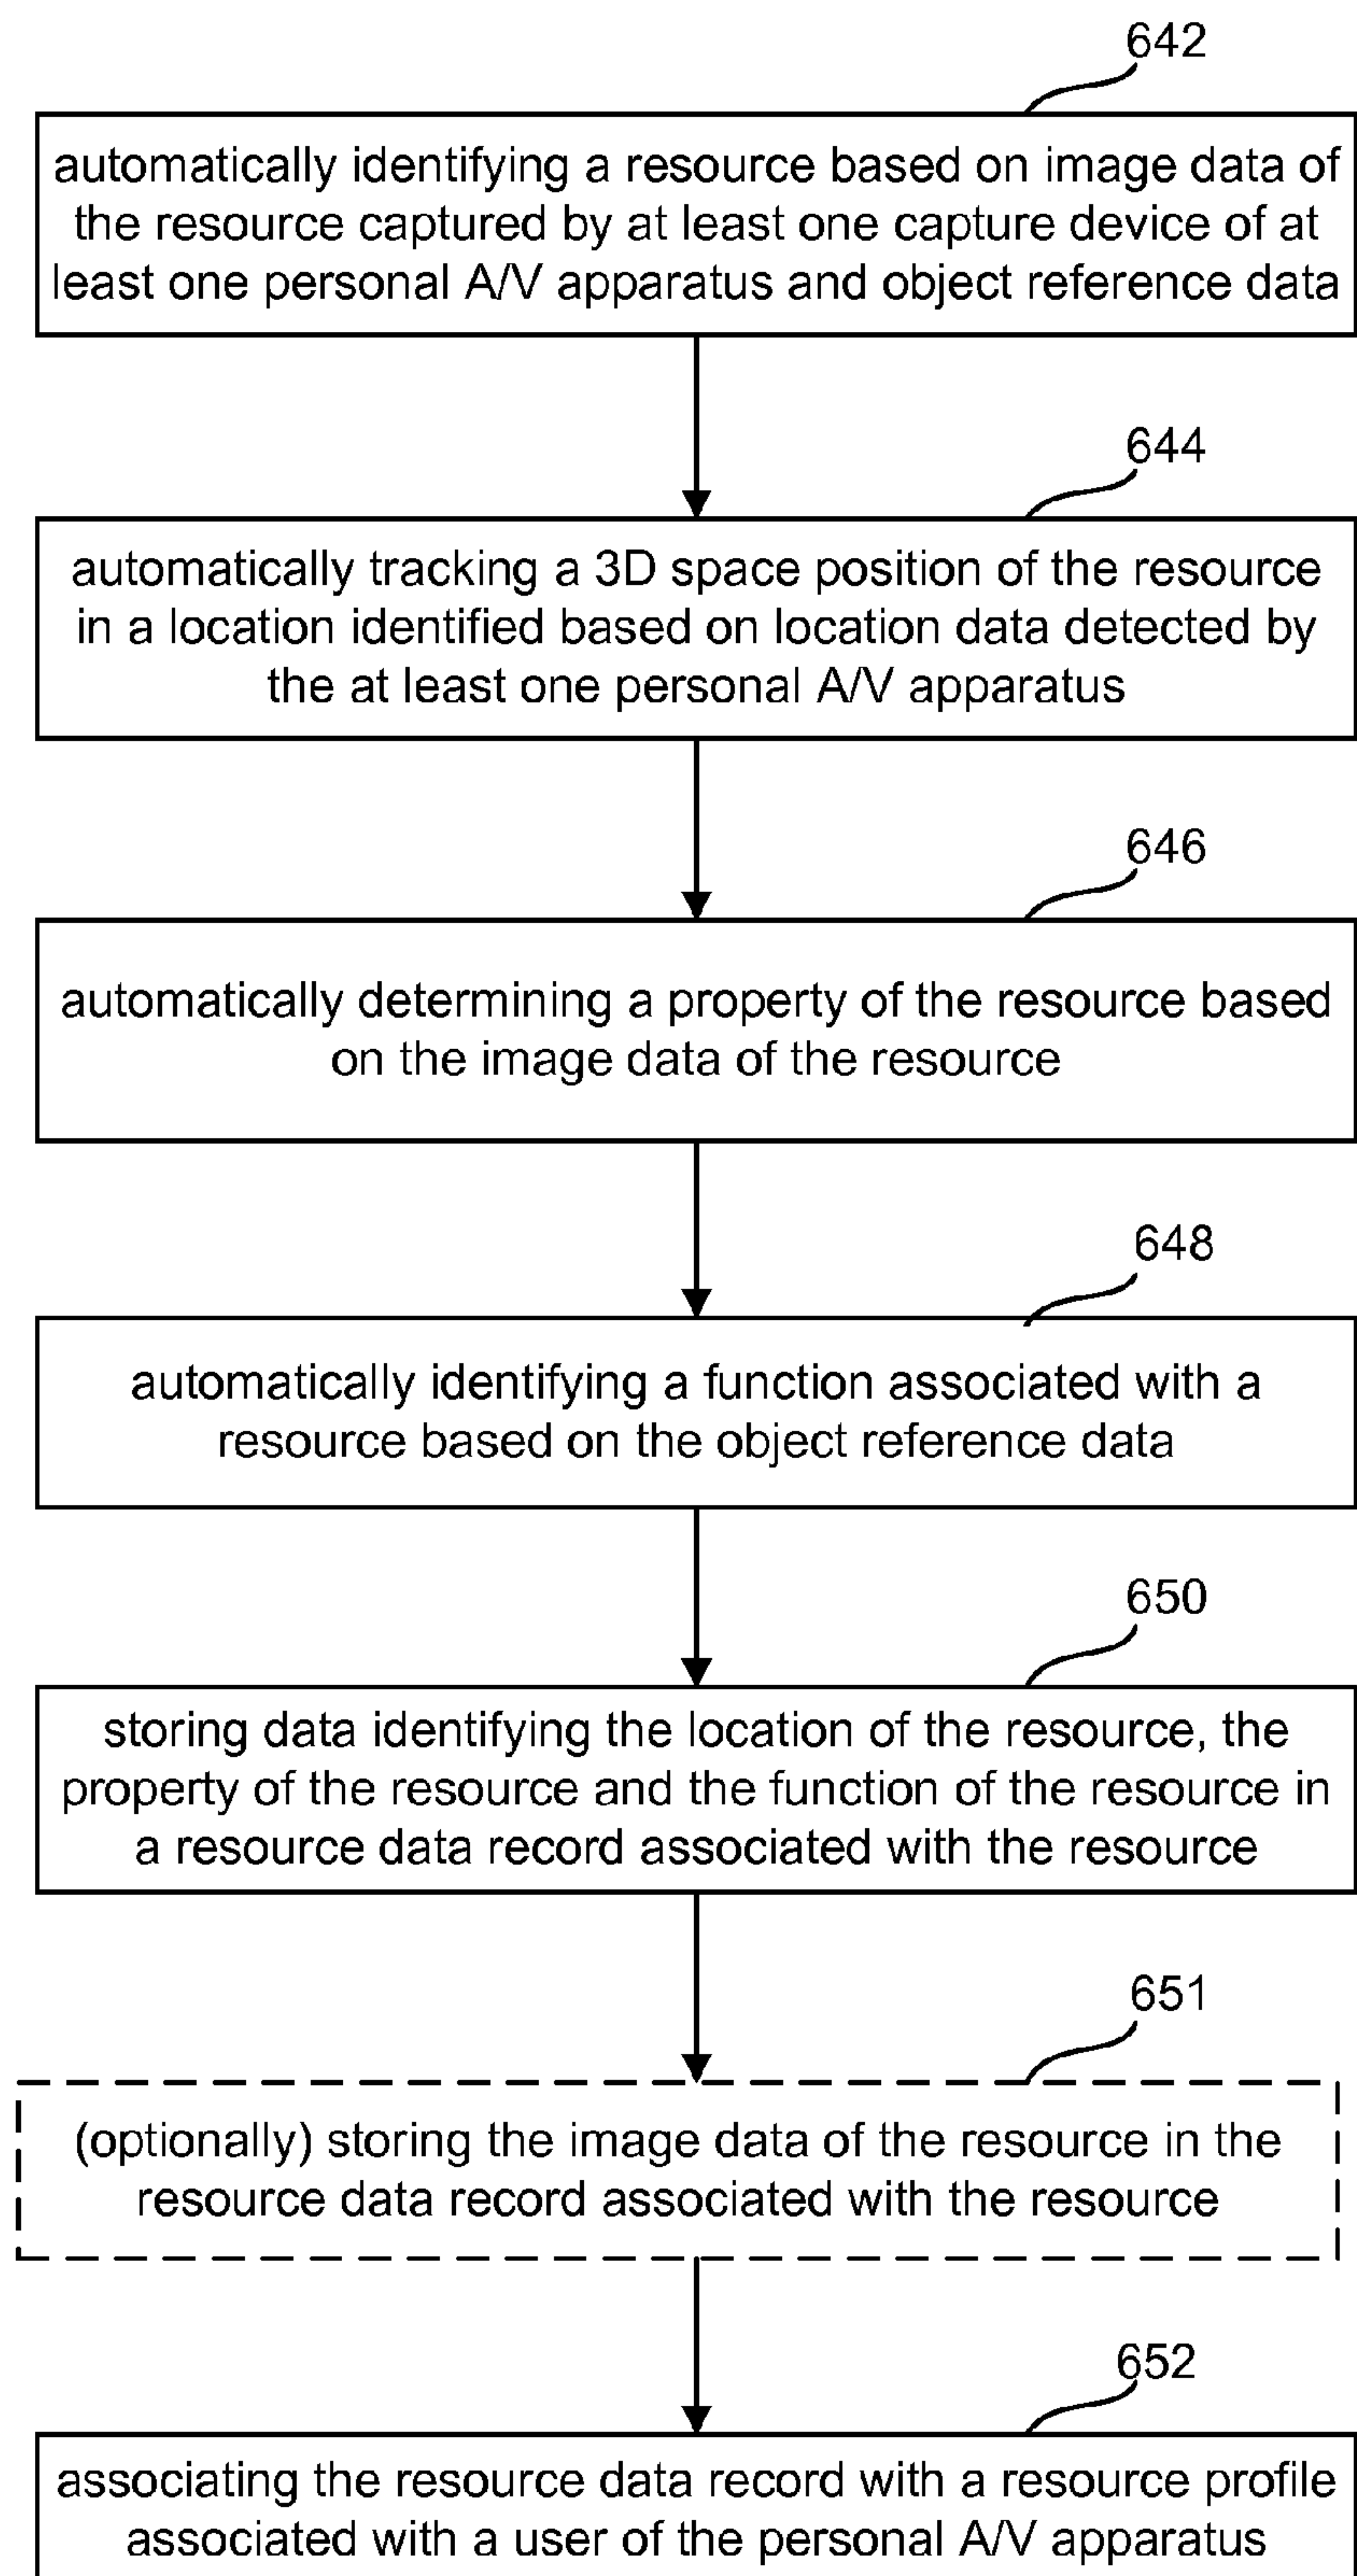 642
automatically identifying a resource based on image data of
the resource captured by at least one capture device of at
least one personal A/V apparatus and object reference data
644
automatically tracking a 3D space position of the resource
in a location identified based on location data detected by
the at least one personal A/V apparatus
646
automatically determining a property of the resource based
on the image data of the resource
648
automatically identifying a function associated with a
resource based on the object reference data
650
storing data identifying the location of the resource, the
property of the resource and the function of the resource in
a resource data record associated with the resource
651
(optionally) storing the image data of the resource in the
resource data record associated with the resource
652
associating the resource data record with a resource profile
associated with a user of the personal A/V apparatus